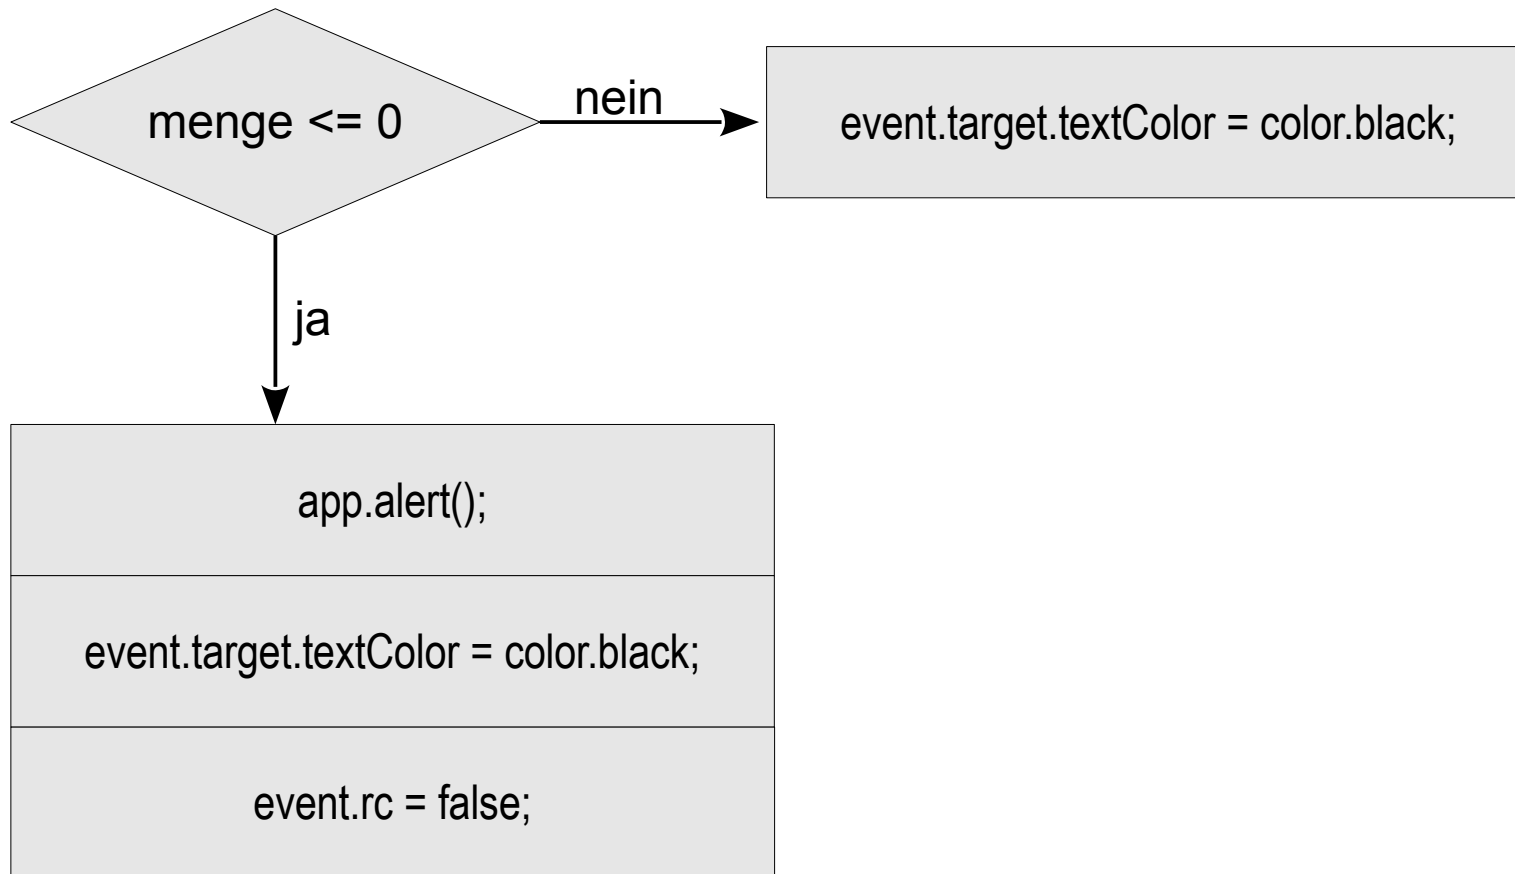 menge <= 0
nein
event.target.textColor = color.black;
ja
app.alert();
event.target.textColor = color.black;
event.rc = false;